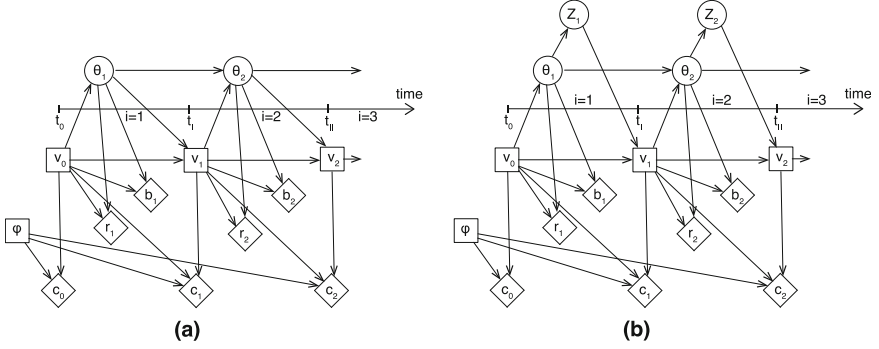 Z₁ Z₂
θ₁ θ₂ θ₁ θ₂
time time
t₀ i=1 tᵢ i=2 tᵢᵢ i=3 t₀ i=1 tᵢ i=2 tᵢᵢ i=3
v₀ v₁ v₂ v₀ v₁ v₂
b₁ b₂ b₁ b₂
φ r₁ r₂ φ r₁ r₂
c₀ c₁ c₂ c₀ c₁ c₂
(a) (b)